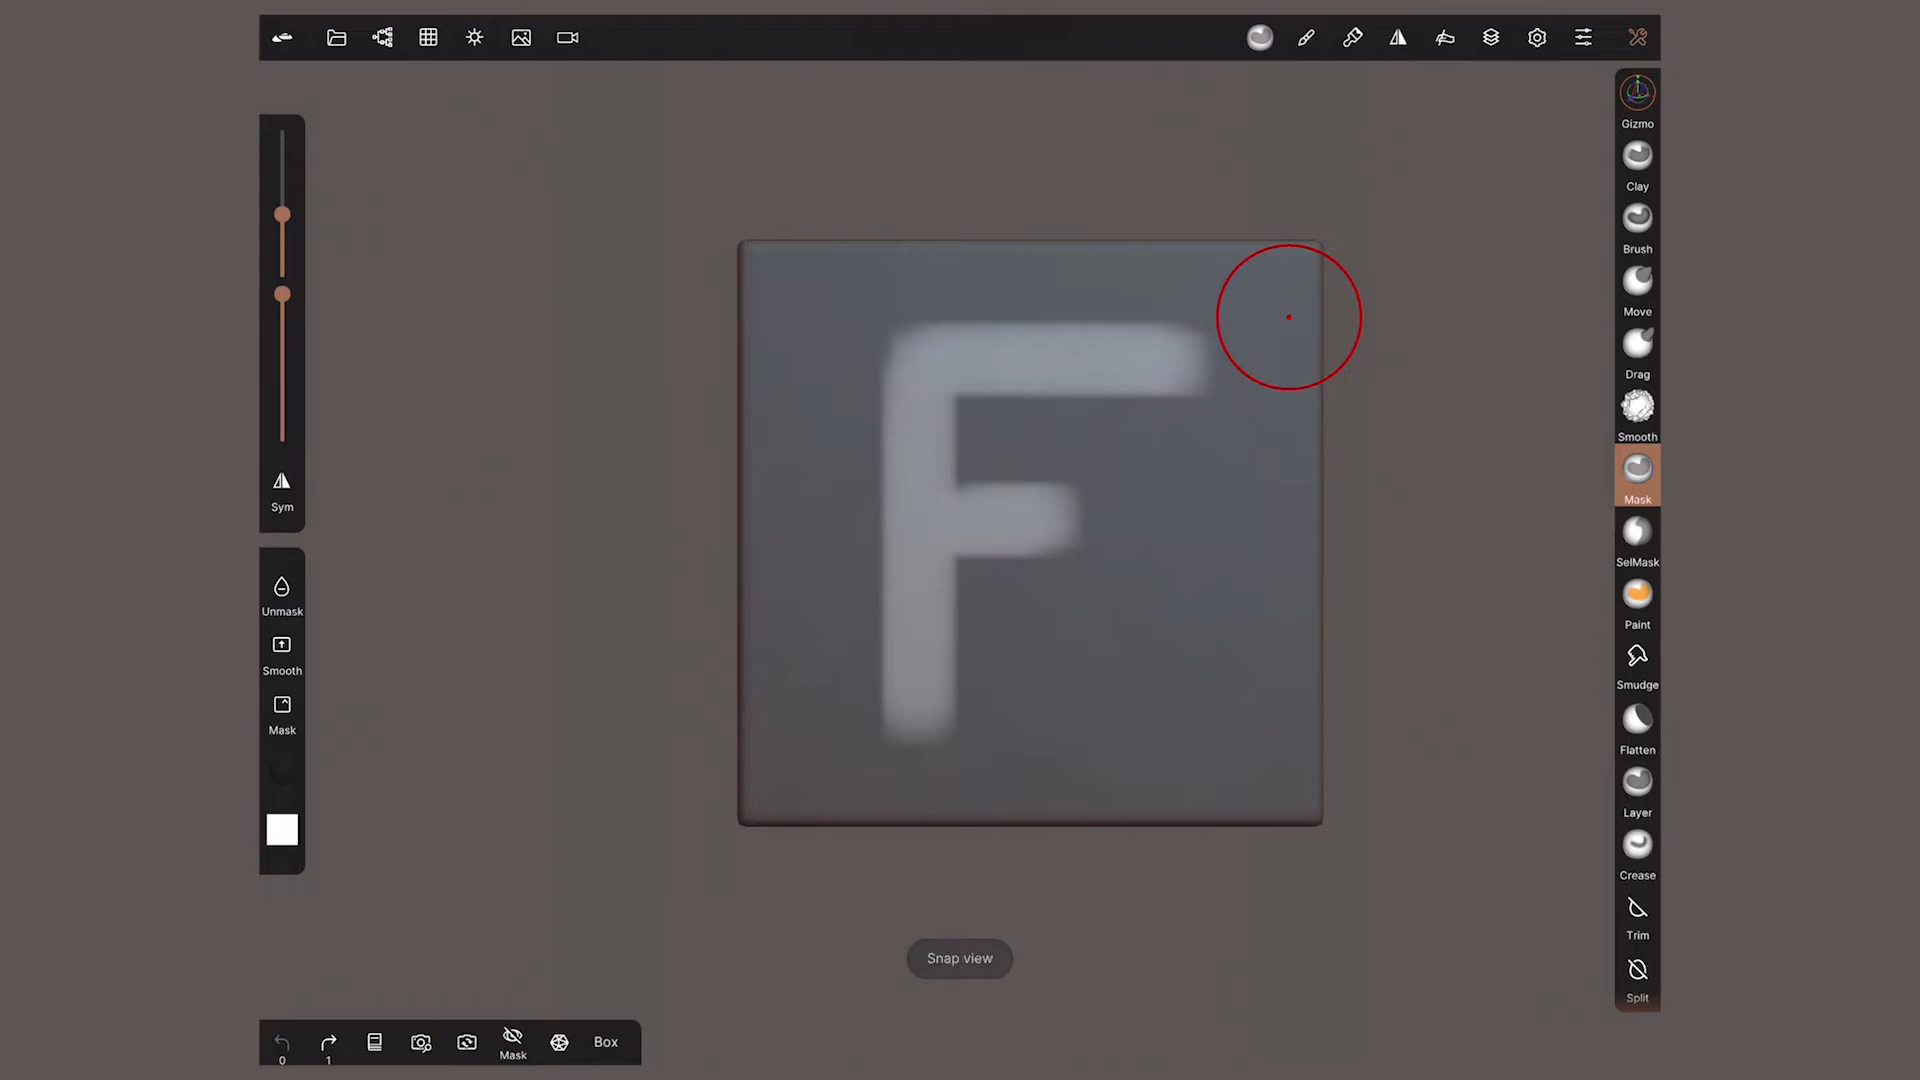 Gizmo
Clay
Brush
Move
Drag
Smooth
Mask
SelMask
Paint
Smudge
Flatten
Layer
Crease
Trim
Split
Sym
Unmask
Smooth
Mask
F
Snap view
0
1
Mask
Box